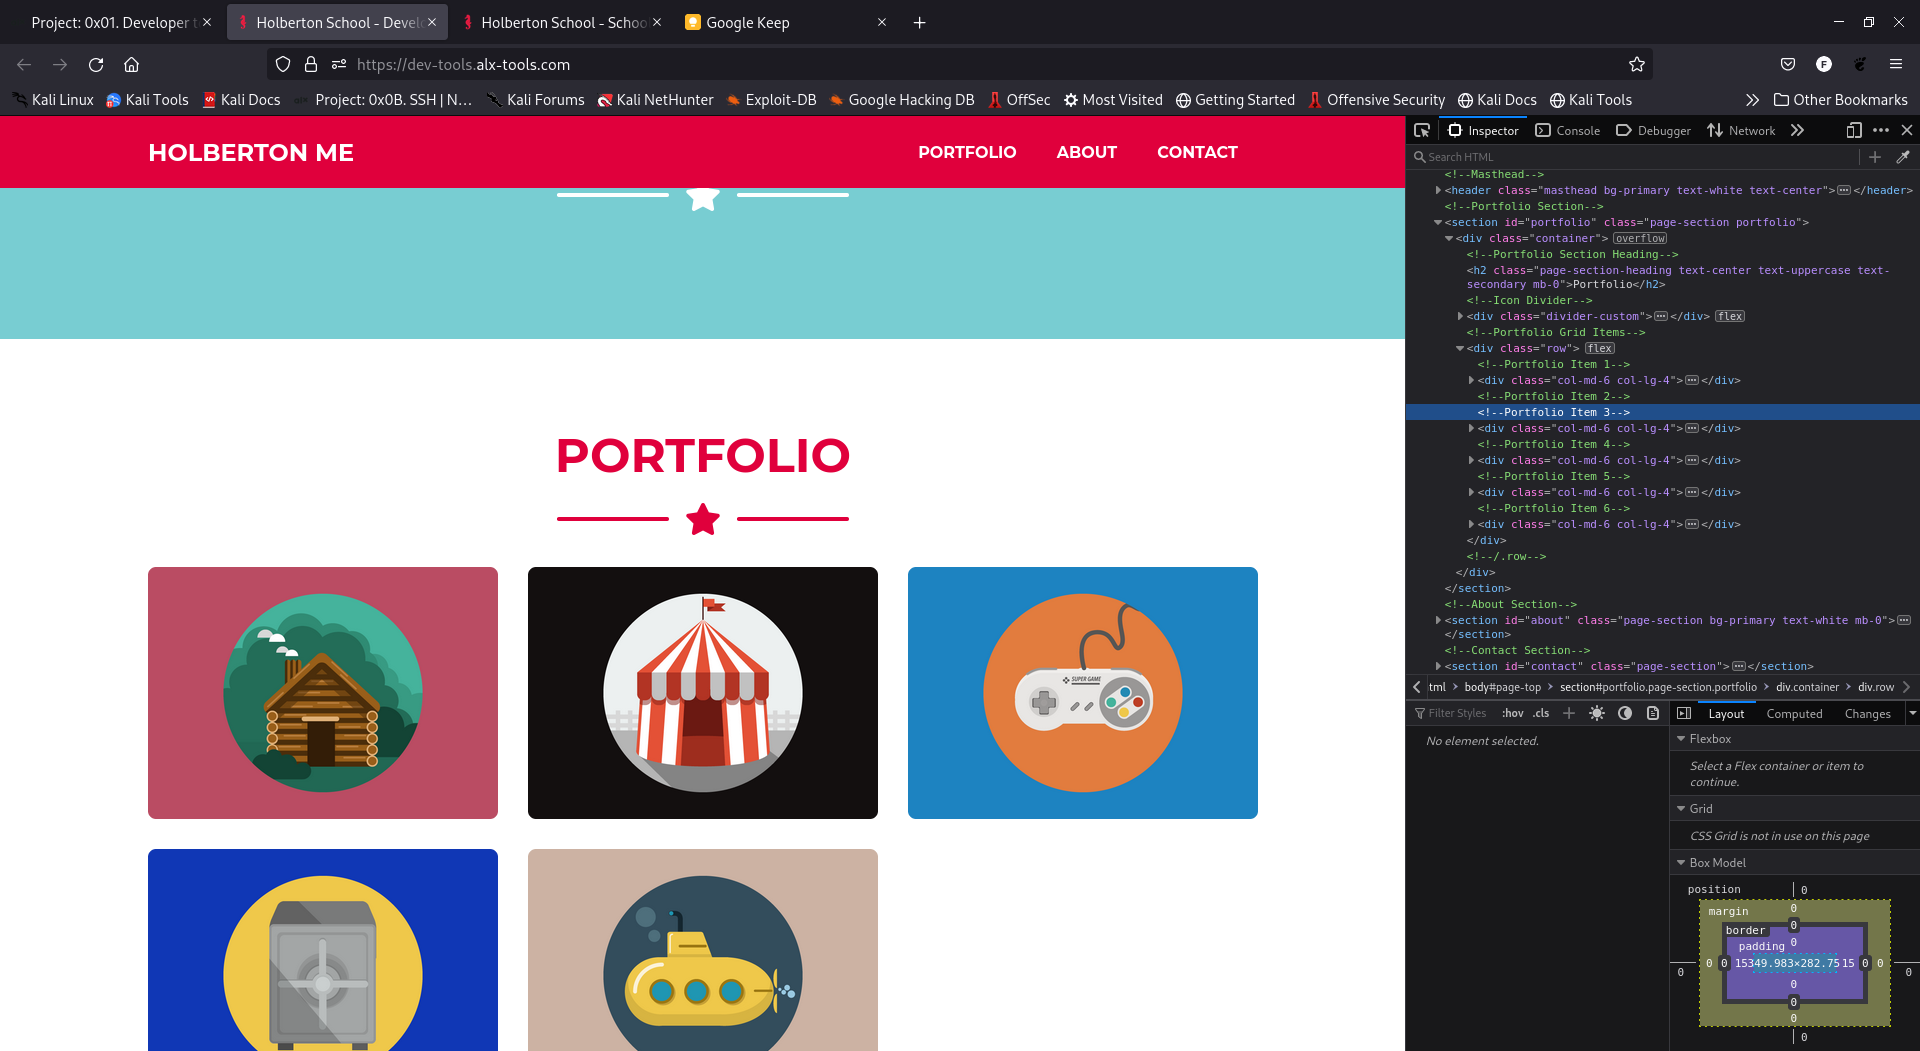 Project: 0x01. Developer t
Holberton School - Develo
Holberton School - Schoo
Google Keep
https://dev-tools.alx-tools.com
Kali Linux
Kali Tools
Kali Docs
Project: 0x0B. SSH | N...
Kali Forums
Kali NetHunter
Exploit-DB
Google Hacking DB
OffSec
Most Visited
Getting Started
Offensive Security
Kali Docs
Kali Tools
Other Bookmarks
HOLBERTON ME
PORTFOLIO
ABOUT
CONTACT
PORTFOLIO
SUPER GAME
Inspector
Console
Debugger
Network
Search HTML
<!--Masthead-->
<header class="masthead bg-primary text-white text-center"></header>
<!--Portfolio Section-->
<section id="portfolio" class="page-section portfolio">
<div class="container"> overflow
<!--Portfolio Section Heading-->
<h2 class="page-section-heading text-center text-uppercase text-
secondary mb-0">Portfolio</h2>
<!--Icon Divider-->
<div class="divider-custom"></div> flex
<!--Portfolio Grid Items-->
<div class="row"> flex
<!--Portfolio Item 1-->
<div class="col-md-6 col-lg-4"></div>
<!--Portfolio Item 2-->
<!--Portfolio Item 3-->
<div class="col-md-6 col-lg-4"></div>
<!--Portfolio Item 4-->
<div class="col-md-6 col-lg-4"></div>
<!--Portfolio Item 5-->
<div class="col-md-6 col-lg-4"></div>
<!--Portfolio Item 6-->
<div class="col-md-6 col-lg-4"></div>
</div>
<!--/.row-->
</div>
</section>
<!--About Section-->
<section id="about" class="page-section bg-primary text-white mb-0">
</section>
<!--Contact Section-->
<section id="contact" class="page-section"></section>
tml > body#page-top > section#portfolio.page-section.portfolio > div.container > div.row
Filter Styles
:hov
.cls
Layout
Computed
Changes
No element selected.
Flexbox
Select a Flex container or item to
continue.
Grid
CSS Grid is not in use on this page
Box Model
position
0
margin
0
border
0
padding
0
0
0
0
15
349.983×282.75
15
0
0
0
0
0
0
0